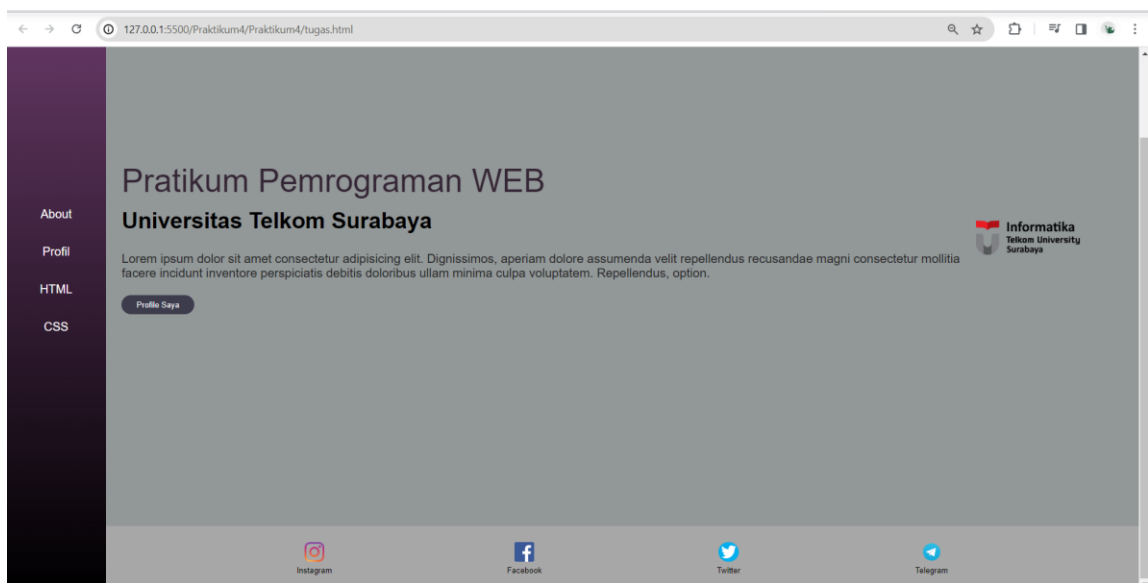 127.0.0.1:5500/Praktikum4/Praktikum4/tugas.html
About
Profil
HTML
CSS
Pratikum Pemrograman WEB
Universitas Telkom Surabaya
Lorem ipsum dolor sit amet consectetur adipisicing elit. Dignissimos, aperiam dolore assumenda velit repellendus recusandae magni consectetur mollitia
facere incidunt inventore perspiciatis debitis doloribus ullam minima culpa voluptatem. Repellendus, option.
Profile Saya
Informatika
Telkom University
Surabaya
Instagram
Facebook
Twitter
Telegram